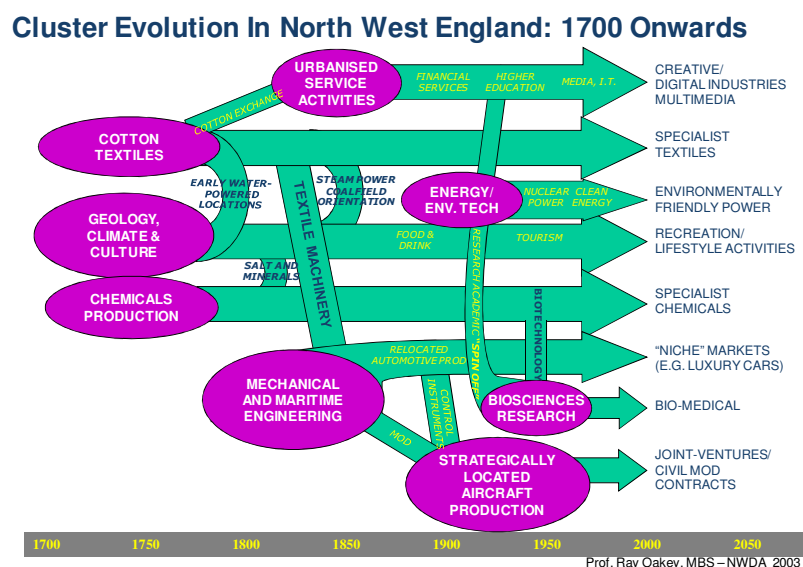 Cluster Evolution In North West England: 1700 Onwards
URBANISED
SERVICE
ACTIVITIES
FINANCIAL
SERVICES
HIGHER
EDUCATION
MEDIA, I.T.
CREATIVE/
DIGITAL INDUSTRIES
MULTIMEDIA
COTTON EXCHANGE
COTTON
TEXTILES
SPECIALIST
TEXTILES
EARLY WATER-
POWERED
LOCATIONS
TEXTILE MACHINERY
STEAM POWER
COALFIELD
ORIENTATION
ENERGY/
ENV. TECH
NUCLEAR CLEAN
POWER ENERGY
ENVIRONMENTALLY
FRIENDLY POWER
GEOLOGY,
CLIMATE &
CULTURE
FOOD &
DRINK
TOURISM
RECREATION/
LIFESTYLE ACTIVITIES
SALT AND
MINERALS
RESEARCH ACADEMIC "SPIN OFF"
CHEMICALS
PRODUCTION
BIOTECHNOLOGY
SPECIALIST
CHEMICALS
RELOCATED
AUTOMOTIVE PROD
"NICHE" MARKETS
(E.G. LUXURY CARS)
MECHANICAL
AND MARITIME
ENGINEERING
CONTROL
INSTRUMENTS
BIOSCIENCES
RESEARCH
BIO-MEDICAL
MOD
STRATEGICALLY
LOCATED
AIRCRAFT
PRODUCTION
JOINT-VENTURES/
CIVIL MOD
CONTRACTS
1700 1750 1800 1850 1900 1950 2000 2050
Prof. Ray Oakey, MBS – NWDA 2003